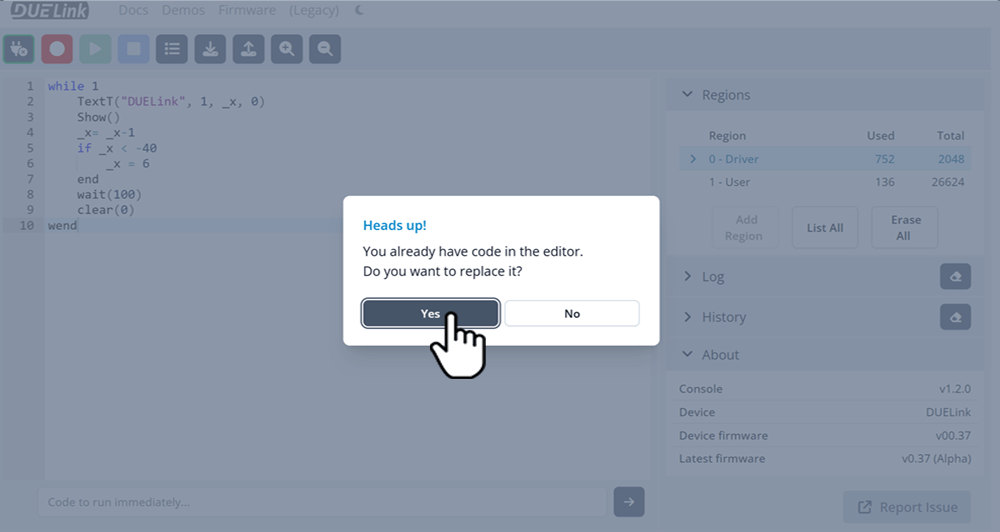 DUELink Docs Demos Firmware (Legacy)
1 while 1
2 TextT("DUELink", 1, _x, 0)
3 Show()
4 _x= _x-1
5 if _x < -40
6 _x = 6
7 end
8 wait(100)
9 clear(0)
10 wend
Heads up!
You already have code in the editor.
Do you want to replace it?
Yes No
Code to run immediately...
Regions
Region Used Total
0 - Driver 752 2048
1 - User 136 26624
Add Region
List All
Erase All
Log
History
About
Console v1.2.0
Device DUELink
Device firmware v00.37
Latest firmware v0.37 (Alpha)
Report Issue